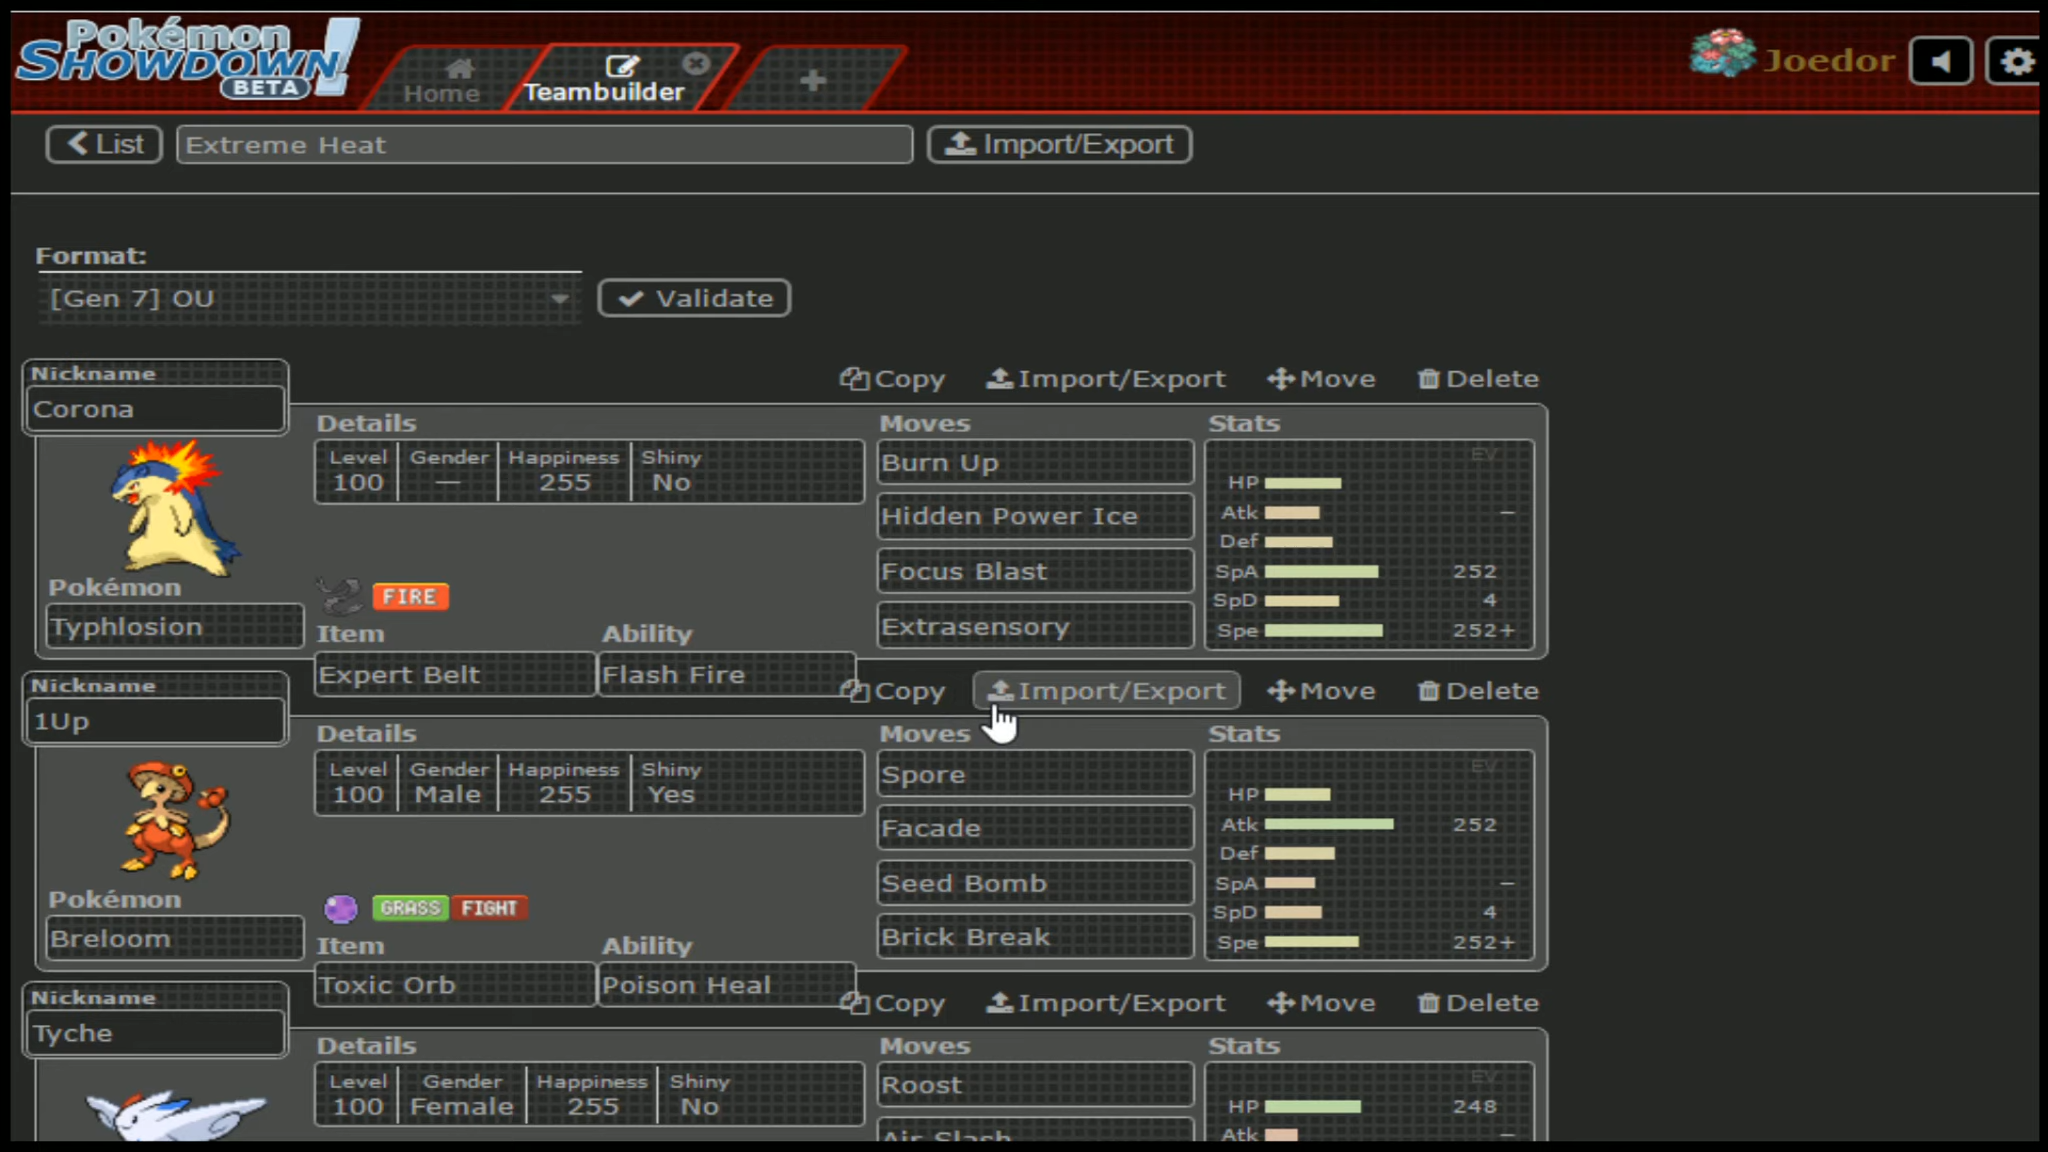 Pokémon
SHOWDOWN!
BETA
Home
Teambuilder
Joedor
List
Extreme Heat
Import/Export
Format:
[Gen 7] OU
Validate
Nickname
Corona
Copy
Import/Export
Move
Delete
Details
Moves
Stats
Level
Gender
Happiness
Shiny
100
—
255
No
Burn Up
Hidden Power Ice
Focus Blast
Extrasensory
EV
HP
Atk –
Def
SpA 252
SpD 4
Spe 252+
Pokémon
Typhlosion
FIRE
Item
Ability
Expert Belt
Flash Fire
Nickname
1Up
Copy
Import/Export
Move
Delete
Details
Moves
Stats
Level
Gender
Happiness
Shiny
100
Male
255
Yes
Spore
Facade
Seed Bomb
Brick Break
EV
HP
Atk 252
Def
SpA –
SpD 4
Spe 252+
Pokémon
Breloom
GRASS FIGHT
Item
Ability
Toxic Orb
Poison Heal
Nickname
Tyche
Copy
Import/Export
Move
Delete
Details
Moves
Stats
Level
Gender
Happiness
Shiny
100
Female
255
No
Roost
Air Slash
EV
HP 248
Atk –